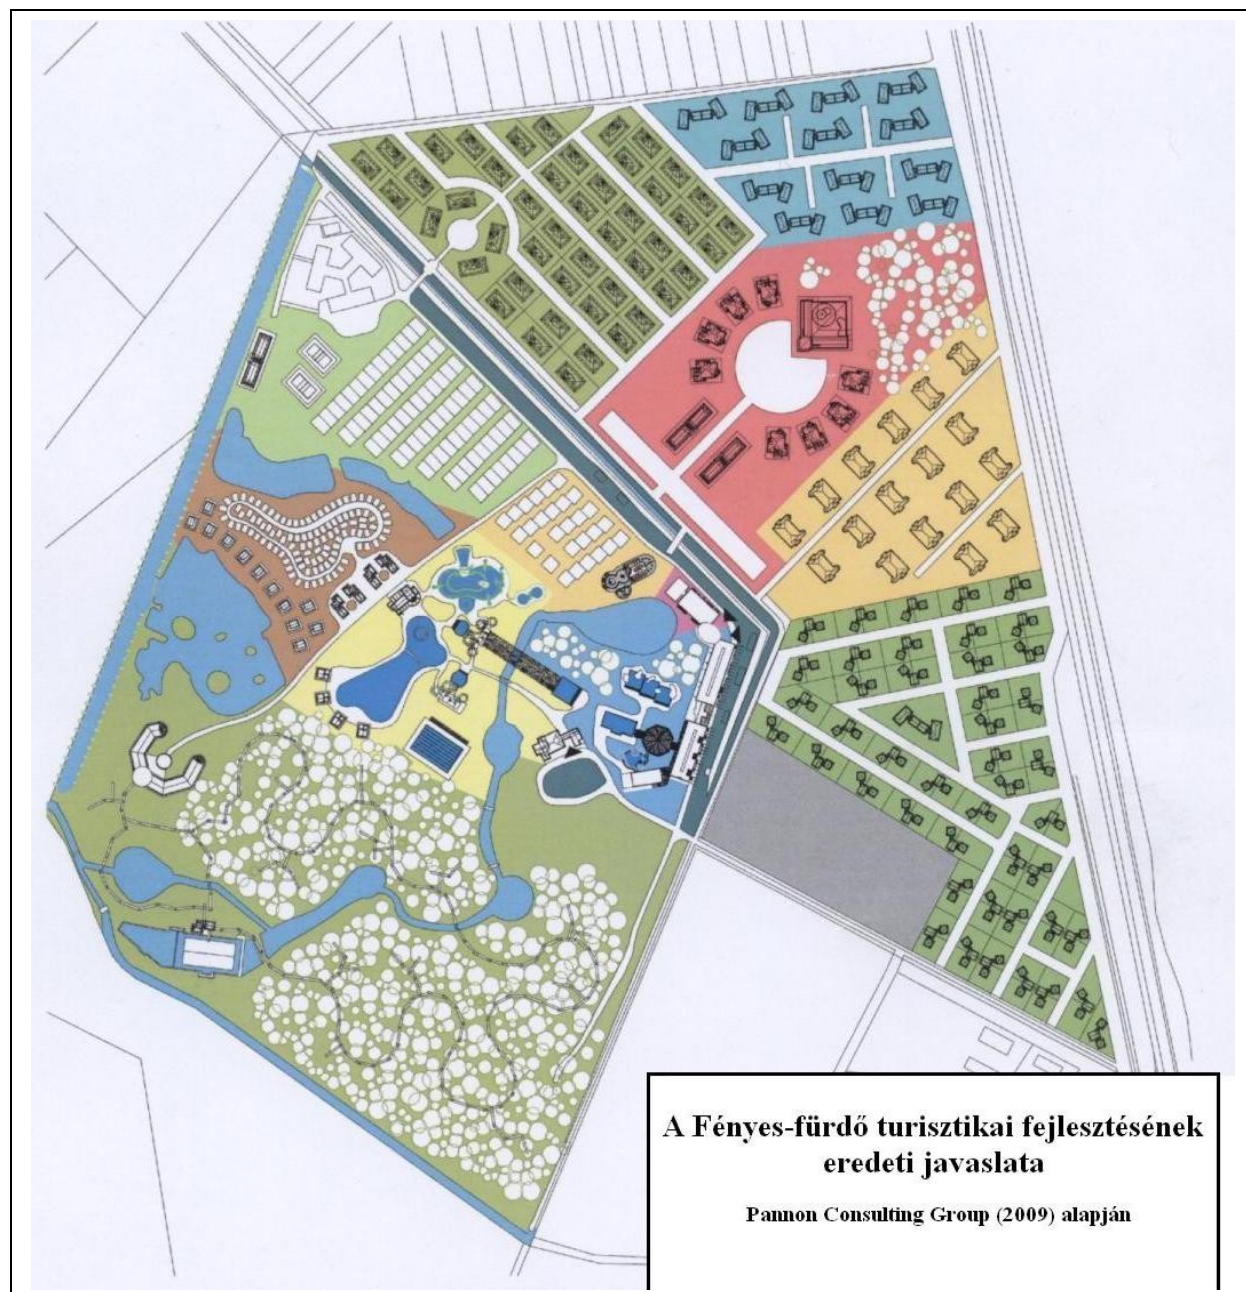 A Fényes-fürdő turisztikai fejlesztésének
eredeti javaslata
Pannon Consulting Group (2009) alapján